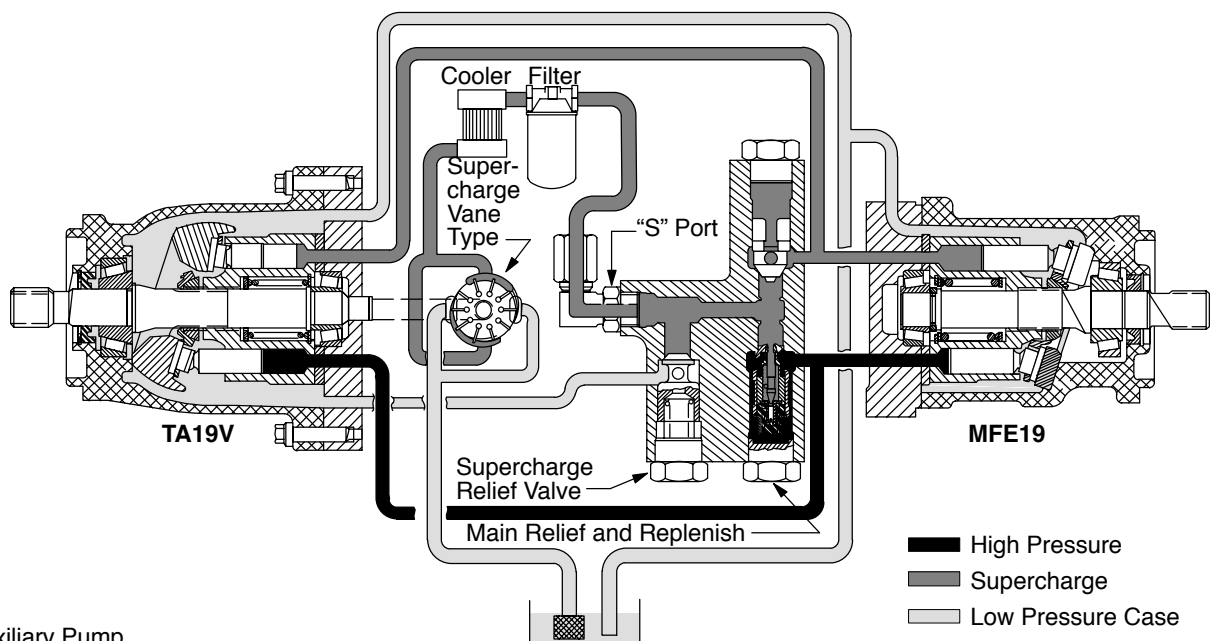 Cooler
Filter
Super-
charge
Vane
Type
“S” Port
TA19V
MFE19
Supercharge
Relief Valve
Main Relief and Replenish
High Pressure
Supercharge
Low Pressure Case
Pump